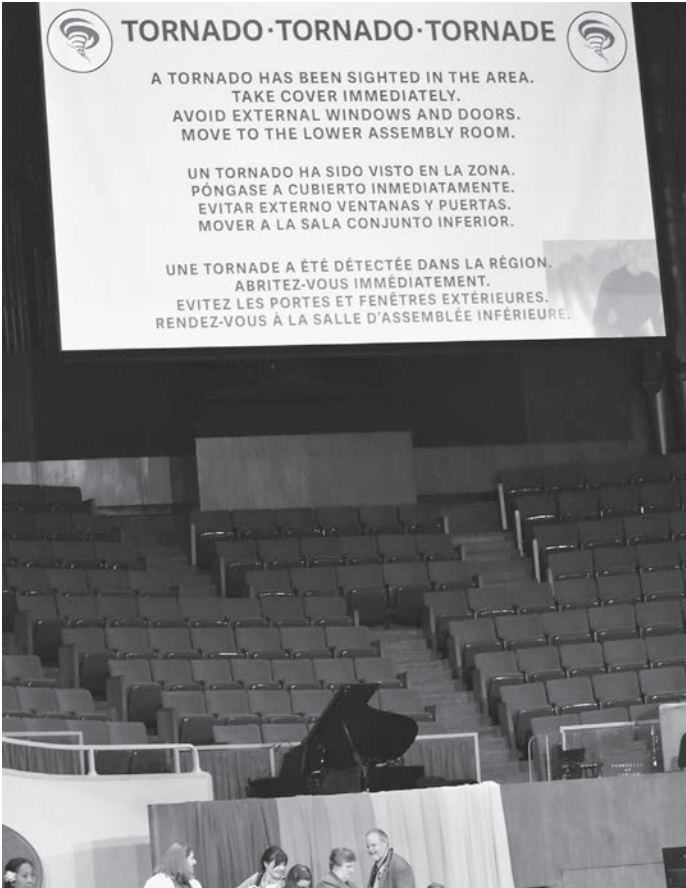 TORNADO·TORNADO·TORNADE
A TORNADO HAS BEEN SIGHTED IN THE AREA.
TAKE COVER IMMEDIATELY.
AVOID EXTERNAL WINDOWS AND DOORS.
MOVE TO THE LOWER ASSEMBLY ROOM.
UN TORNADO HA SIDO VISTO EN LA ZONA.
PÓNGASE A CUBIERTO INMEDIATAMENTE.
EVITAR EXTERNO VENTANAS Y PUERTAS.
MOVER A LA SALA CONJUNTO INFERIOR.
UNE TORNADE A ÉTÉ DÉTECTÉE DANS LA RÉGION.
ABRITEZ-VOUS IMMÉDIATEMENT.
EVITEZ LES PORTES ET FENÊTRES EXTÉRIEURES.
RENDEZ-VOUS À LA SALLE D'ASSEMBLÉE INFÉRIEURE.